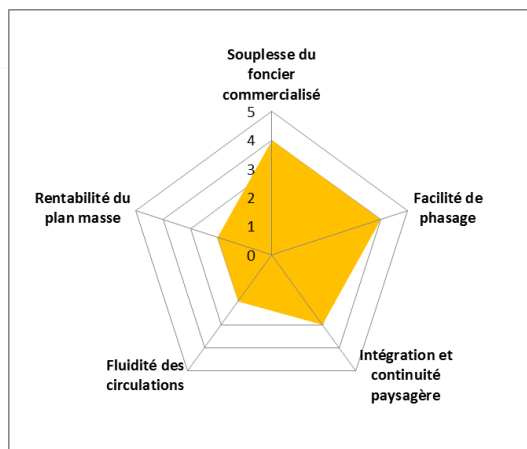 Souplesse du
foncier
commercialisé
5
4
3
2
1
0
Rentabilité du
plan masse
Facilité de
phasage
Fluidité des
circulations
Intégration et
continuité
paysagère